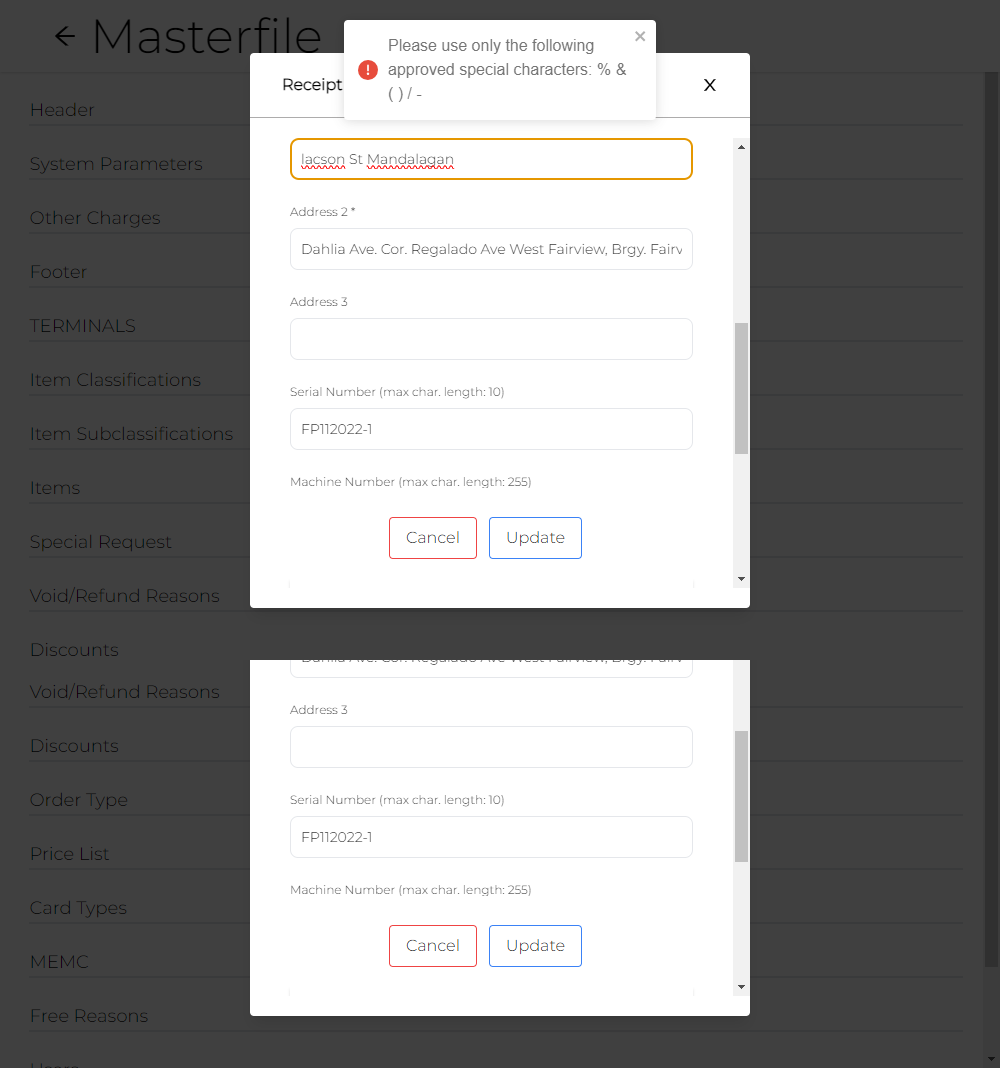 Masterfile
Please use only the following
approved special characters: % &
( ) / -
Receipt
X
Header
System Parameters
Other Charges
Footer
TERMINALS
Item Classifications
Item Subclassifications
Items
Special Request
Void/Refund Reasons
Discounts
Void/Refund Reasons
Discounts
Order Type
Price List
Card Types
MEMC
Free Reasons
Users
lacson St Mandalagan
Address 2 *
Dahlia Ave. Cor. Regalado Ave West Fairview, Brgy. Fairv
Address 3
Serial Number (max char. length: 10)
FP112022-1
Machine Number (max char. length: 255)
Cancel
Update
Dahlia Ave. Cor. Regalado Ave West Fairview, Brgy. Fairv
Address 3
Serial Number (max char. length: 10)
FP112022-1
Machine Number (max char. length: 255)
Cancel
Update